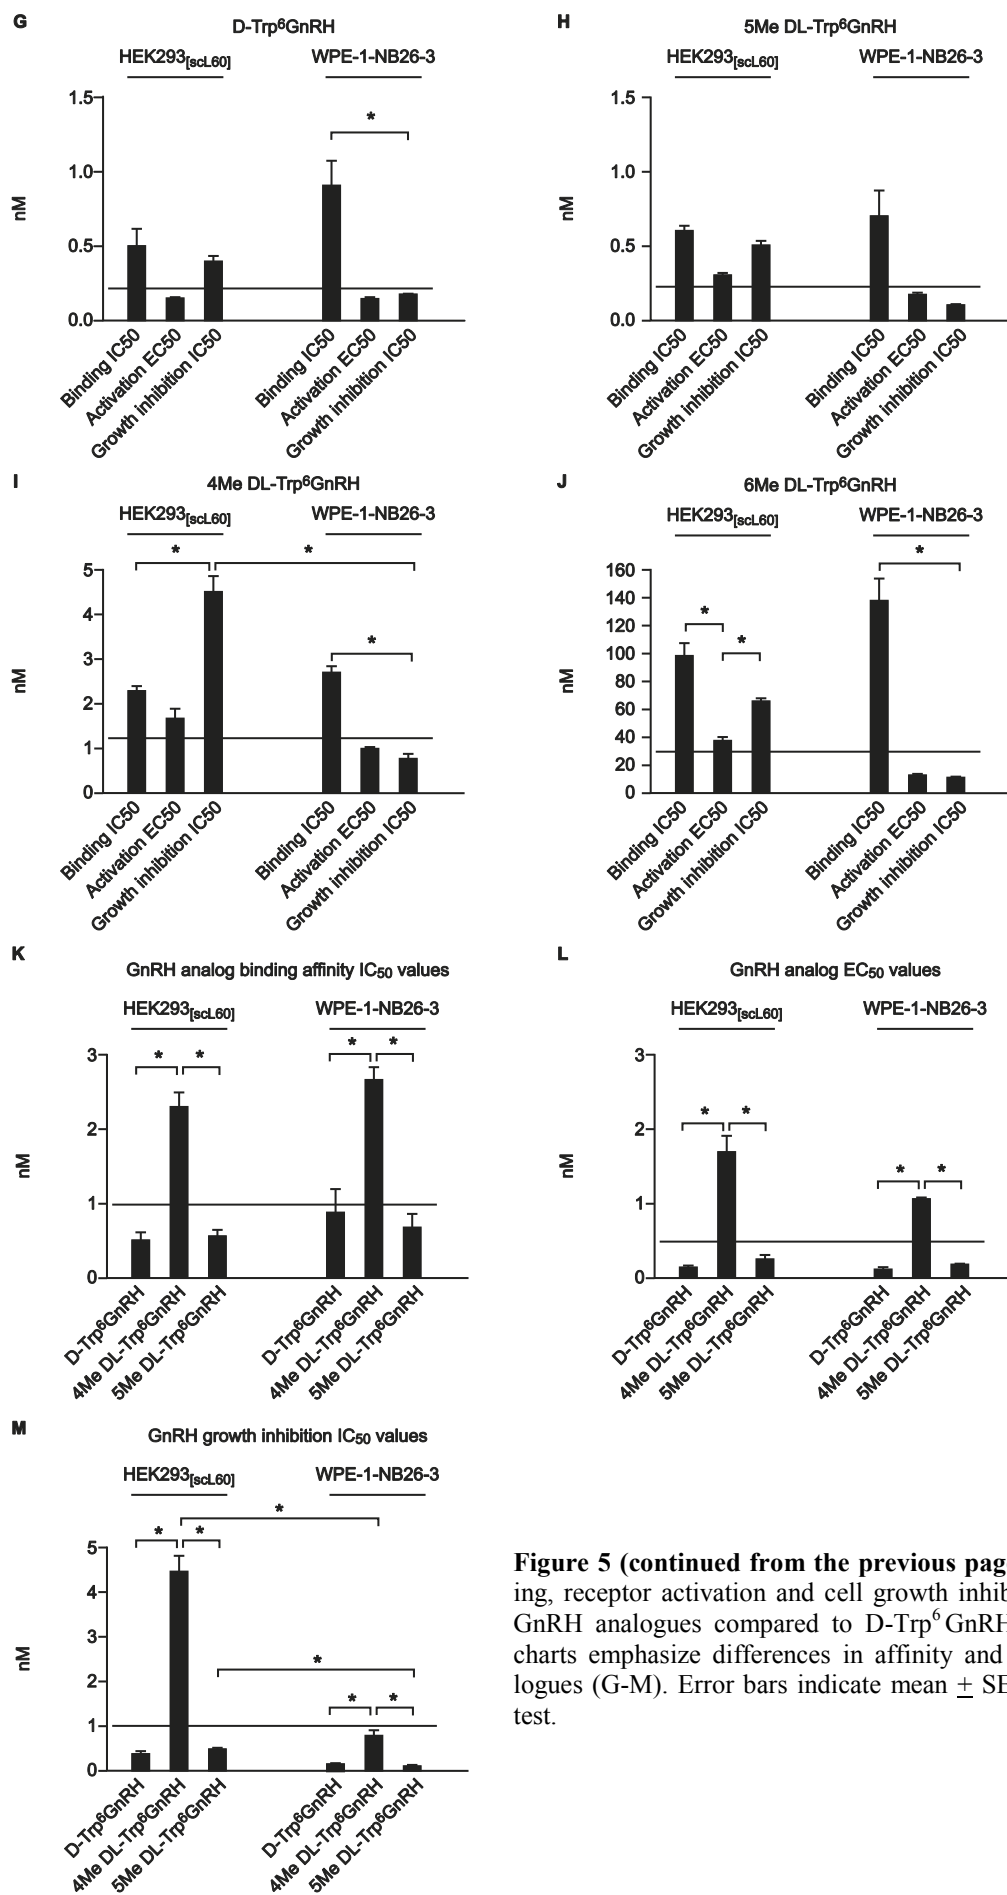 G
D-Trp6GnRH
HEK293[scL60]
WPE-1-NB26-3
1.5
1.0
0.5
0.0
nM
*
Binding IC50
Activation EC50
Growth inhibition IC50
Binding IC50
Activation EC50
Growth inhibition IC50
H
5Me DL-Trp6GnRH
HEK293[scL60]
WPE-1-NB26-3
1.5
1.0
0.5
0.0
nM
Binding IC50
Activation EC50
Growth inhibition IC50
Binding IC50
Activation EC50
Growth inhibition IC50
I
4Me DL-Trp6GnRH
HEK293[scL60]
WPE-1-NB26-3
*
*
*
5
4
3
2
1
0
nM
Binding IC50
Activation EC50
Growth inhibition IC50
Binding IC50
Activation EC50
Growth inhibition IC50
J
6Me DL-Trp6GnRH
HEK293[scL60]
WPE-1-NB26-3
*
*
*
160
140
120
100
80
60
40
20
0
nM
Binding IC50
Activation EC50
Growth inhibition IC50
Binding IC50
Activation EC50
Growth inhibition IC50
K
GnRH analog binding affinity IC50 values
HEK293[scL60]
WPE-1-NB26-3
* * * *
3
2
1
0
nM
D-Trp6GnRH
4Me DL-Trp6GnRH
5Me DL-Trp6GnRH
D-Trp6GnRH
4Me DL-Trp6GnRH
5Me DL-Trp6GnRH
L
GnRH analog EC50 values
HEK293[scL60]
WPE-1-NB26-3
* * * *
3
2
1
0
nM
D-Trp6GnRH
4Me DL-Trp6GnRH
5Me DL-Trp6GnRH
D-Trp6GnRH
4Me DL-Trp6GnRH
5Me DL-Trp6GnRH
M
GnRH growth inhibition IC50 values
HEK293[scL60]
WPE-1-NB26-3
*
* *
*
* *
5
4
3
2
1
0
nM
D-Trp6GnRH
4Me DL-Trp6GnRH
5Me DL-Trp6GnRH
D-Trp6GnRH
4Me DL-Trp6GnRH
5Me DL-Trp6GnRH
Figure 5 (continued from the previous pag
ing, receptor activation and cell growth inhib
GnRH analogues compared to D-Trp6 GnRH
charts emphasize differences in affinity and
logues (G-M). Error bars indicate mean ± SE
test.